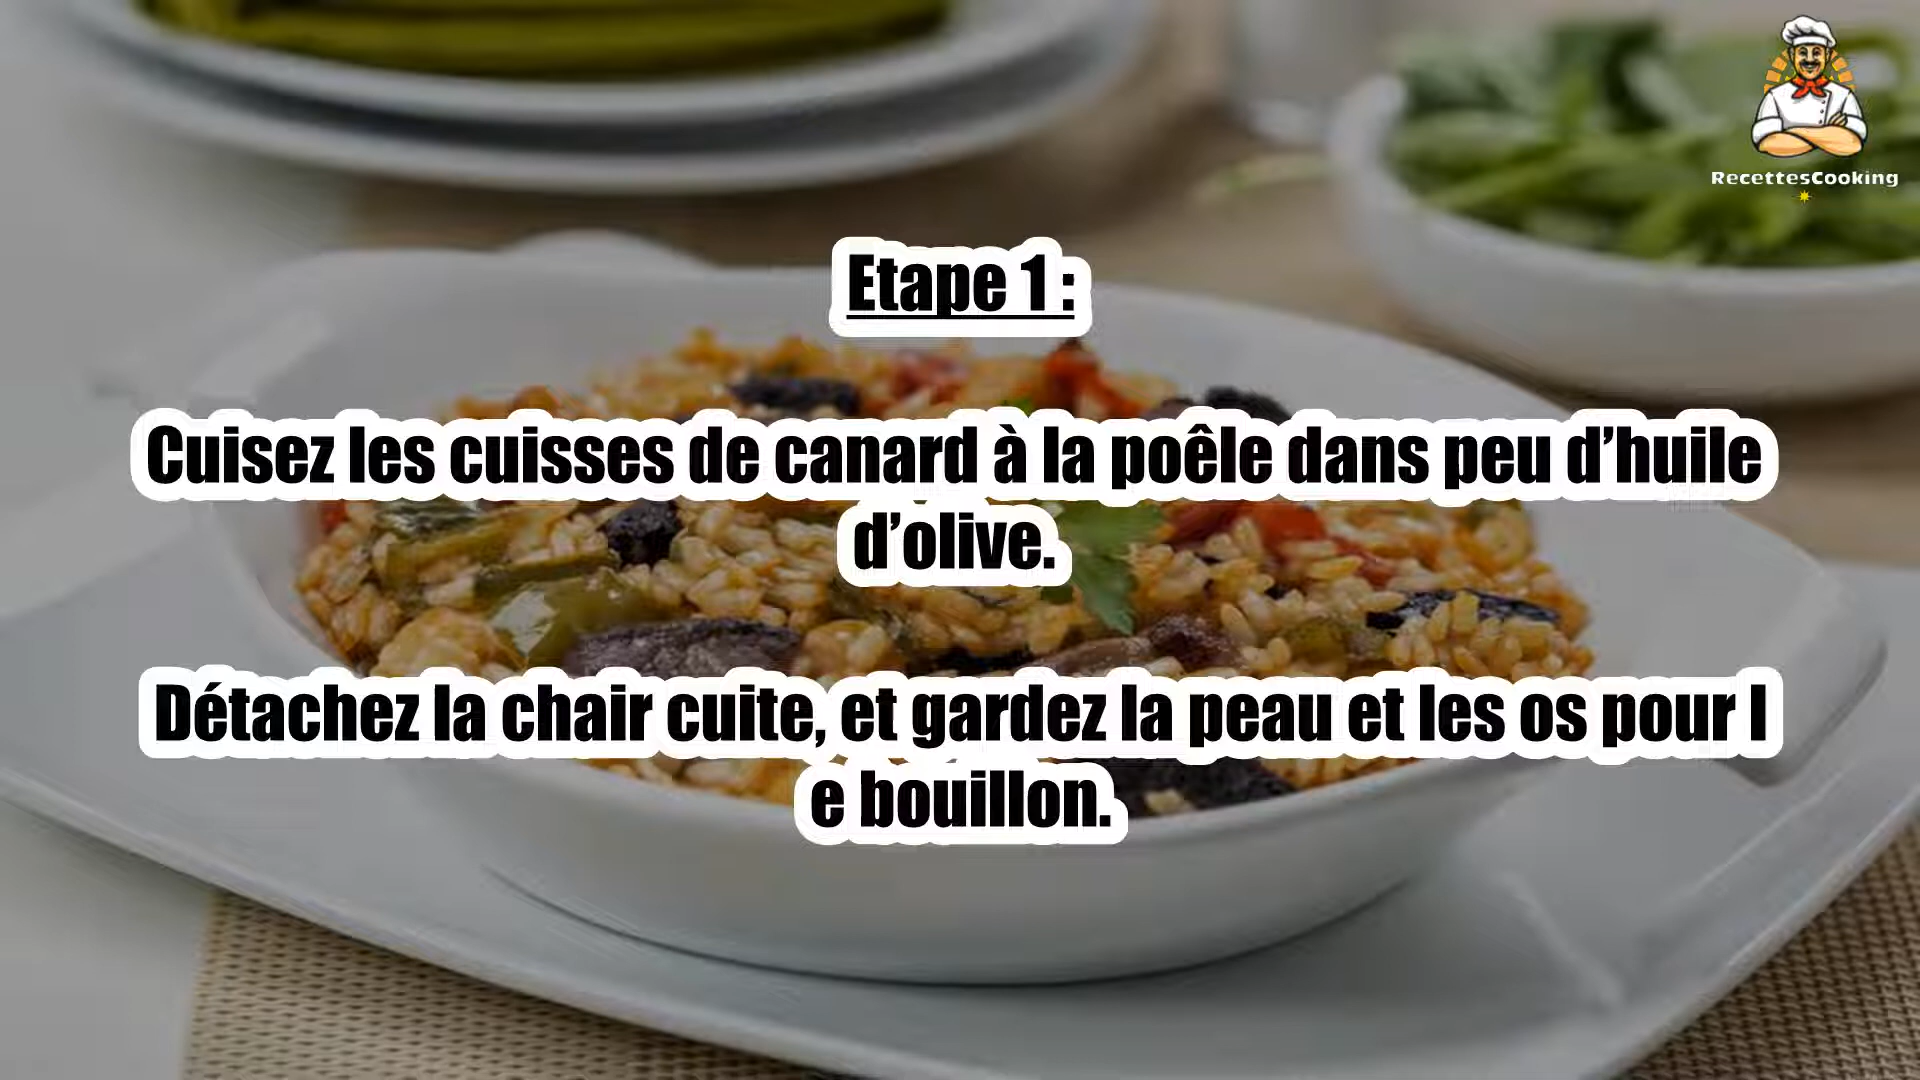 RecettesCooking
Etape 1 :
Cuisez les cuisses de canard à la poêle dans peu d’huile
d’olive.
Détachez la chair cuite, et gardez la peau et les os pour l
e bouillon.